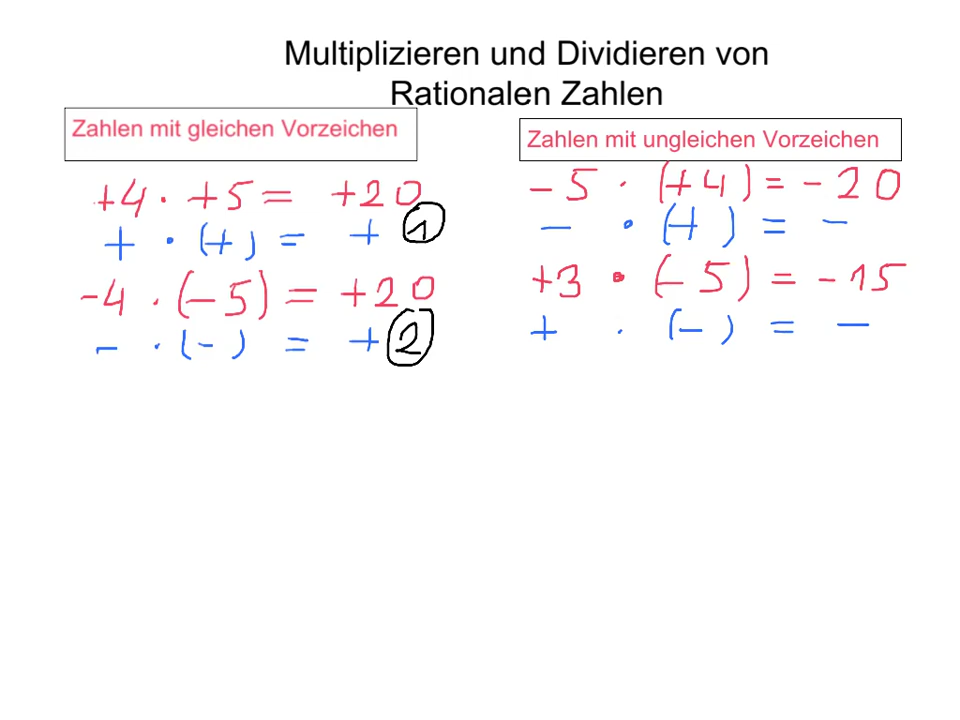 Multiplizieren und Dividieren von
Rationalen Zahlen
Zahlen mit gleichen Vorzeichen
+4 · +5 = +20
+ · (+) = + 1
-4 · (-5) = +20
- · (-) = + 2
Zahlen mit ungleichen Vorzeichen
-5 · (+4) = -20
- · (+) = -
+3 · (-5) = -15
+ · (-) = -